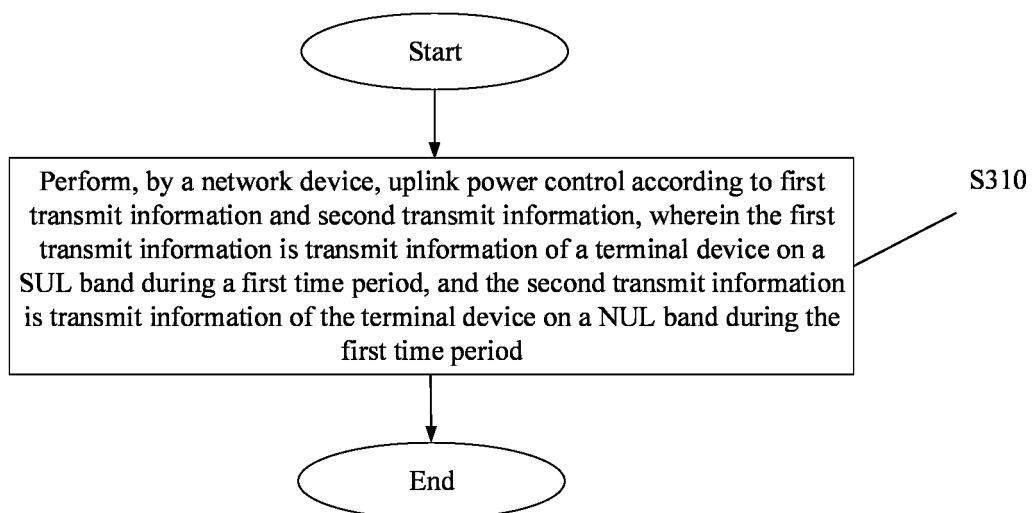 Start
Perform, by a network device, uplink power control according to first
transmit information and second transmit information, wherein the first
transmit information is transmit information of a terminal device on a
SUL band during a first time period, and the second transmit information
is transmit information of the terminal device on a NUL band during the
first time period
S310
End